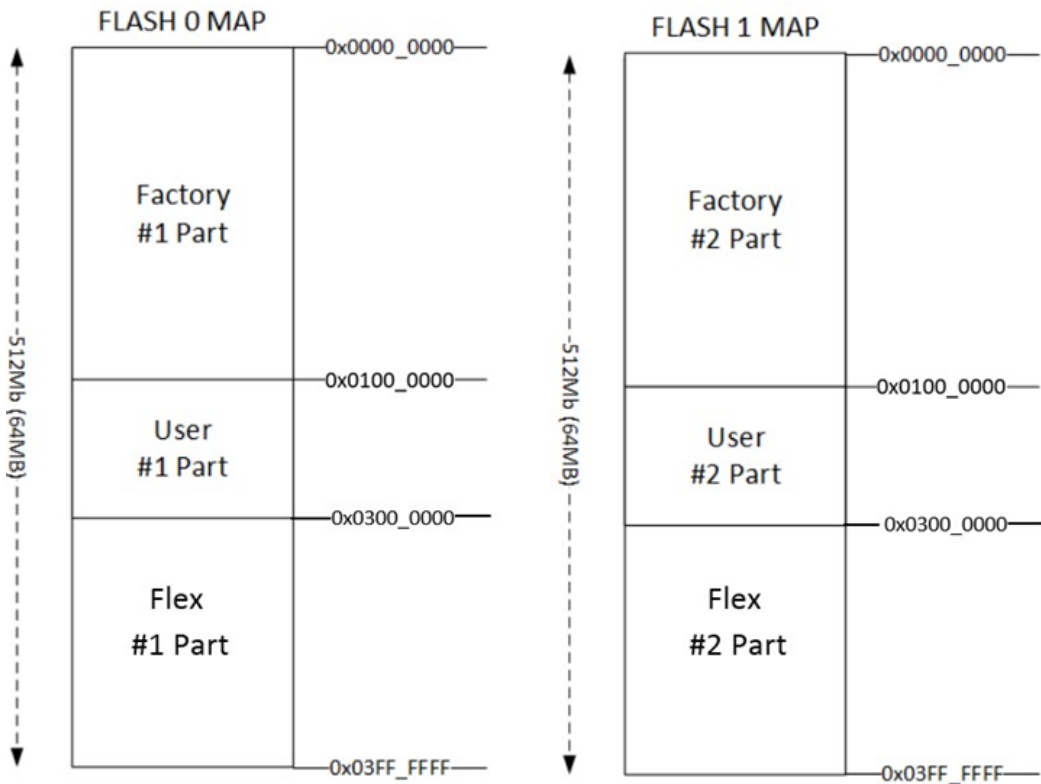 FLASH 0 MAP
0x0000_0000
Factory
#1 Part
512Mb (64MB)
0x0100_0000
User
#1 Part
0x0300_0000
Flex
#1 Part
0x03FF_FFFF
FLASH 1 MAP
0x0000_0000
Factory
#2 Part
512Mb (64MB)
0x0100_0000
User
#2 Part
0x0300_0000
Flex
#2 Part
0x03FF_FFFF